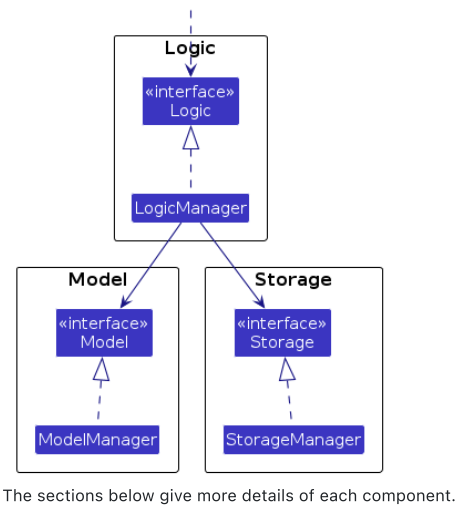 Logic
«interface»
Logic
LogicManager
Model
Storage
«interface»
Model
«interface»
Storage
ModelManager
StorageManager
The sections below give more details of each component.